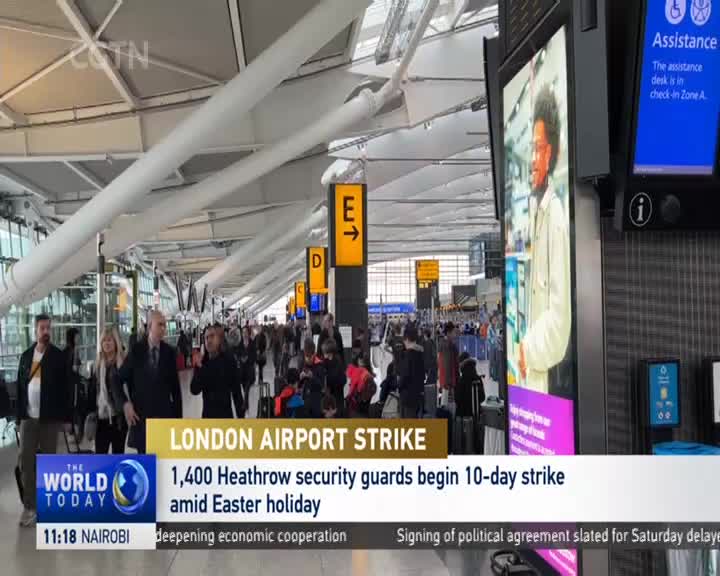 CGTN
Assistance
The assistance
desk is in
check-in Zone A.
E
→
D
C
i
LONDON AIRPORT STRIKE
THE
WORLD
TODAY
1,400 Heathrow security guards begin 10-day strike
amid Easter holiday
11:18 NAIROBI
deepening economic cooperation Signing of political agreement slated for Saturday delaye